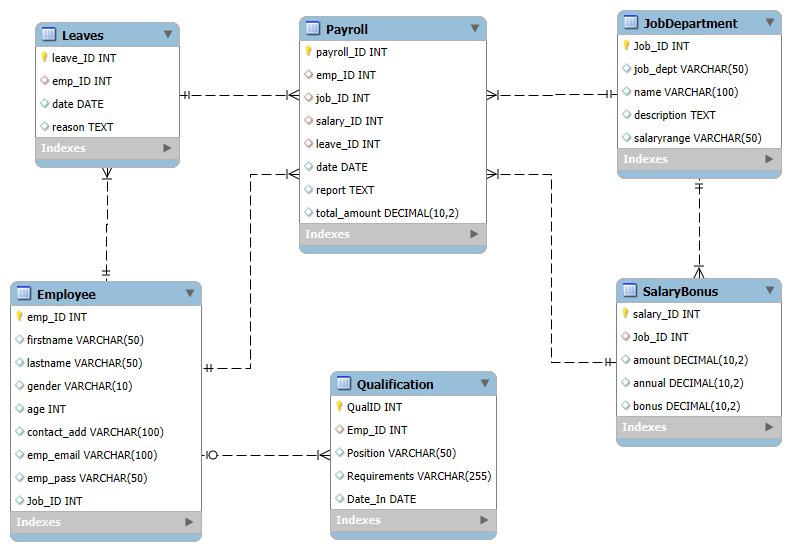 Leaves
leave_ID INT
emp_ID INT
date DATE
reason TEXT
Indexes
Payroll
payroll_ID INT
emp_ID INT
job_ID INT
salary_ID INT
leave_ID INT
date DATE
report TEXT
total_amount DECIMAL(10,2)
Indexes
JobDepartment
Job_ID INT
job_dept VARCHAR(50)
name VARCHAR(100)
description TEXT
salaryrange VARCHAR(50)
Indexes
Employee
emp_ID INT
firstname VARCHAR(50)
lastname VARCHAR(50)
gender VARCHAR(10)
age INT
contact_add VARCHAR(100)
emp_email VARCHAR(100)
emp_pass VARCHAR(50)
Job_ID INT
Indexes
Qualification
QualID INT
Emp_ID INT
Position VARCHAR(50)
Requirements VARCHAR(255)
Date_In DATE
Indexes
SalaryBonus
salary_ID INT
Job_ID INT
amount DECIMAL(10,2)
annual DECIMAL(10,2)
bonus DECIMAL(10,2)
Indexes